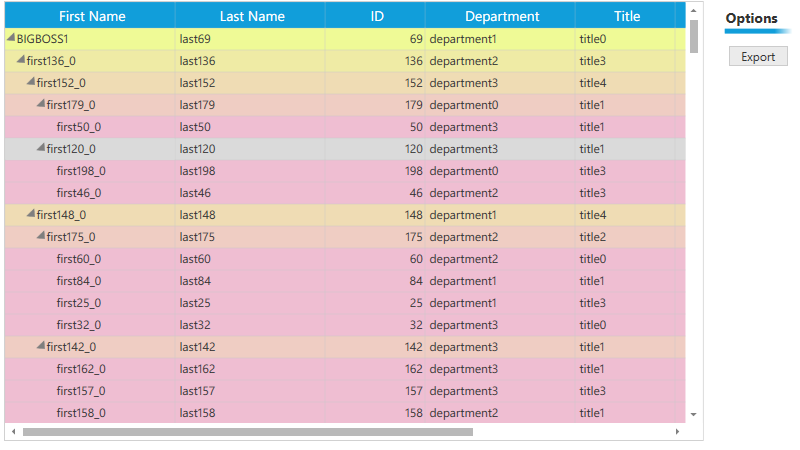 First Name Last Name ID Department Title
BIGBOSS1 last69 69 department1 title0
first136_0 last136 136 department2 title3
first152_0 last152 152 department3 title4
first179_0 last179 179 department0 title1
first50_0 last50 50 department3 title1
first120_0 last120 120 department3 title1
first198_0 last198 198 department0 title3
first46_0 last46 46 department2 title3
first148_0 last148 148 department1 title4
first175_0 last175 175 department2 title2
first60_0 last60 60 department2 title0
first84_0 last84 84 department1 title1
first25_0 last25 25 department1 title3
first32_0 last32 32 department3 title0
first142_0 last142 142 department3 title1
first162_0 last162 162 department3 title1
first157_0 last157 157 department3 title3
first158_0 last158 158 department2 title1
Options
Export